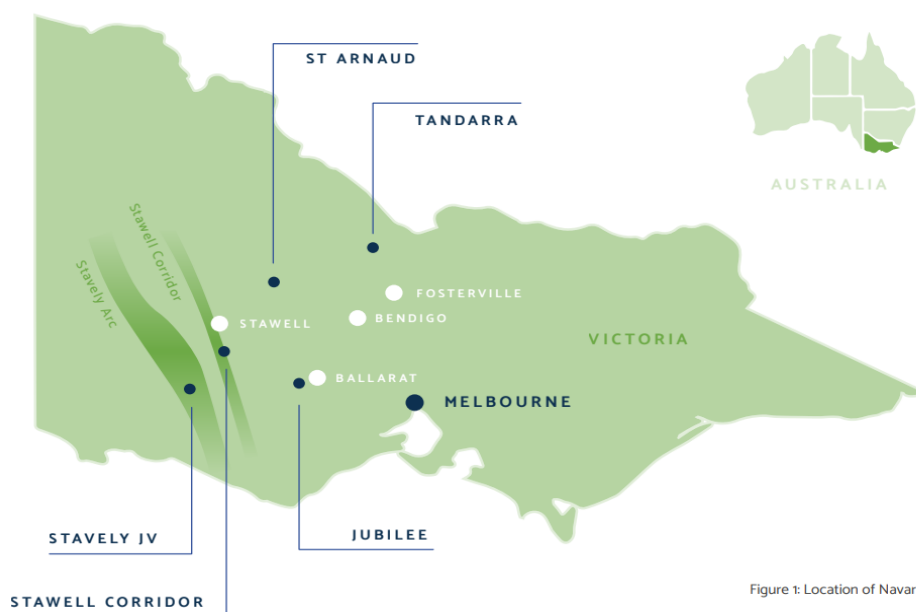 ST ARNAUD
TANDARRA
AUSTRALIA
Stawell Corridor
Stavely Arc
FOSTERVILLE
BENDIGO
STAWELL
VICTORIA
BALLARAT
MELBOURNE
STAVELY JV
JUBILEE
STAWELL CORRIDOR
Figure 1: Location of Navar